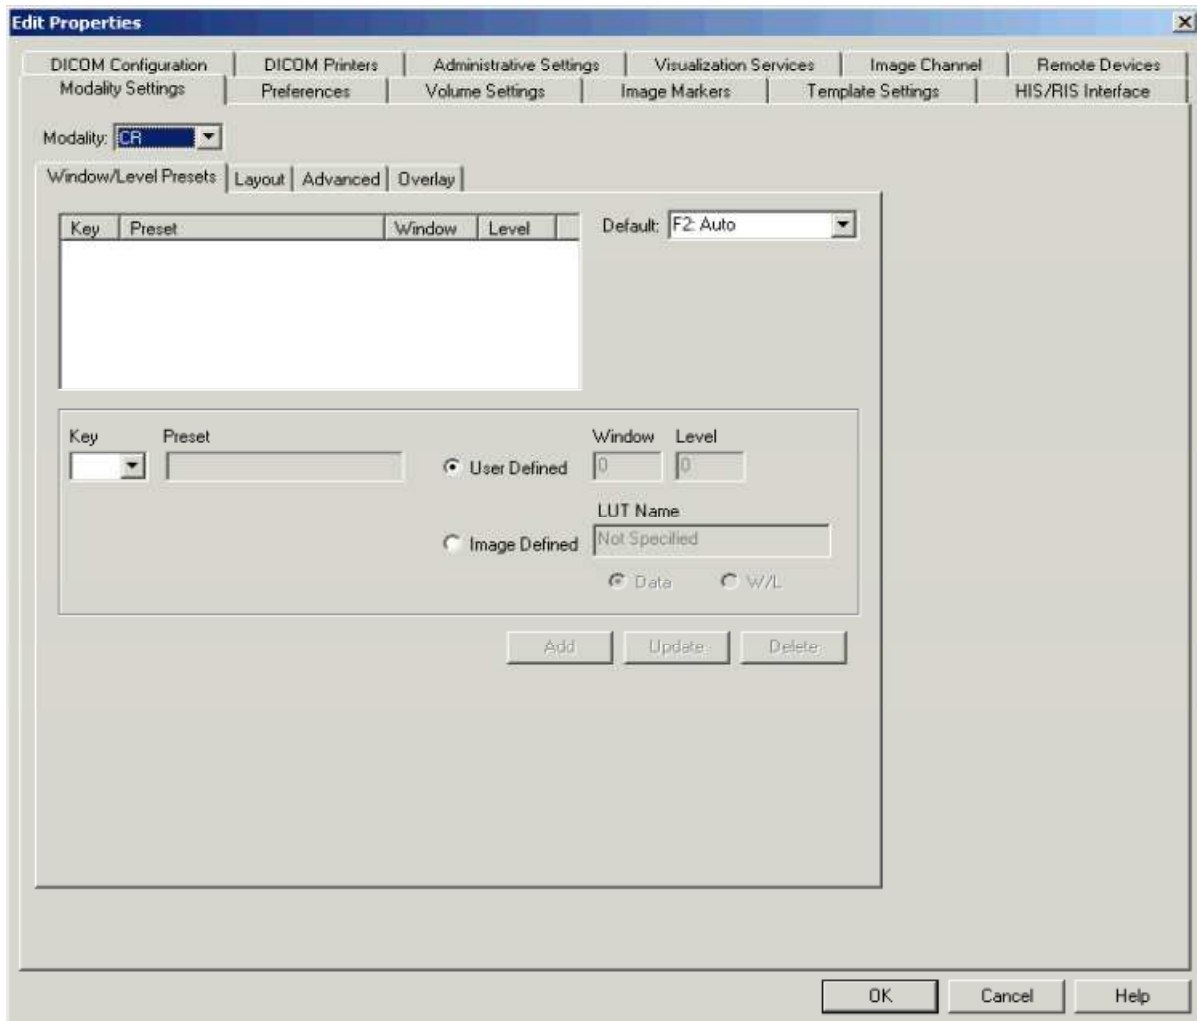 Edit Properties
DICOM Configuration DICOM Printers Administrative Settings Visualization Services Image Channel Remote Devices
Modality Settings Preferences Volume Settings Image Markers Template Settings HIS/RIS Interface
Modality: CR
Window/Level Presets Layout Advanced Overlay
Key Preset Window Level Default: F2: Auto
Key Preset Window Level
User Defined 0 0
LUT Name
Image Defined Not Specified
Data W/L
Add Update Delete
OK Cancel Help